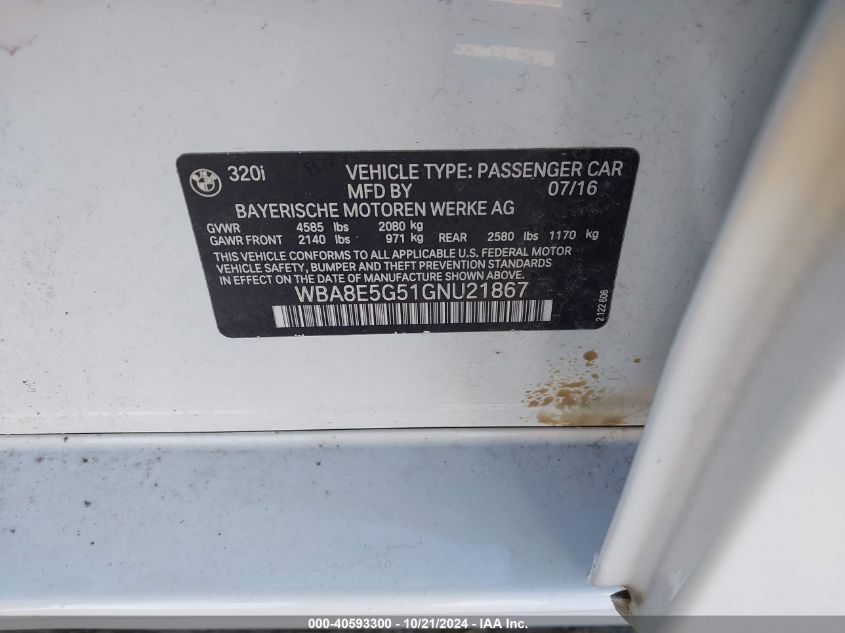 320i VEHICLE TYPE: PASSENGER CAR
MFD BY 07/16
BAYERISCHE MOTOREN WERKE AG
GVWR 4585 lbs 2080 kg
GAWR FRONT 2140 lbs 971 kg REAR 2580 lbs 1170 kg
THIS VEHICLE CONFORMS TO ALL APPLICABLE U.S. FEDERAL MOTOR
VEHICLE SAFETY, BUMPER AND THEFT PREVENTION STANDARDS
IN EFFECT ON THE DATE OF MANUFACTURE SHOWN ABOVE.
WBA8E5G51GNU21867
2 122 606
000-40593300 - 10/21/2024 - IAA Inc.